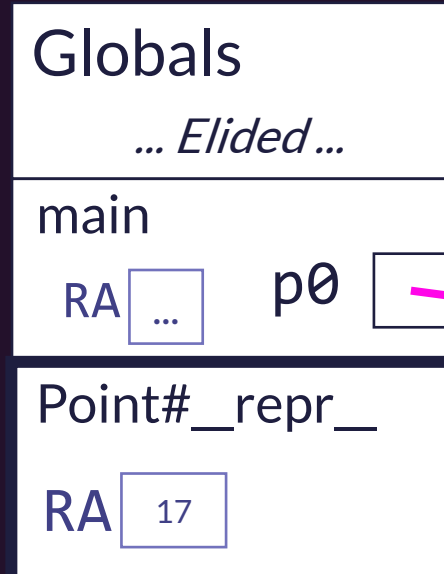 Globals
... Elided ...
main
RA ... p0
Point#__repr__
RA 17